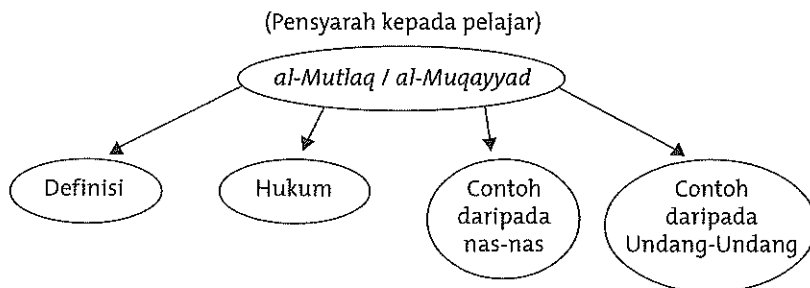 (Pensyarah kepada pelajar)
al-Mutlaq / al-Muqayyad
Definisi
Hukum
Contoh
daripada
nas-nas
Contoh
daripada
Undang-Undang